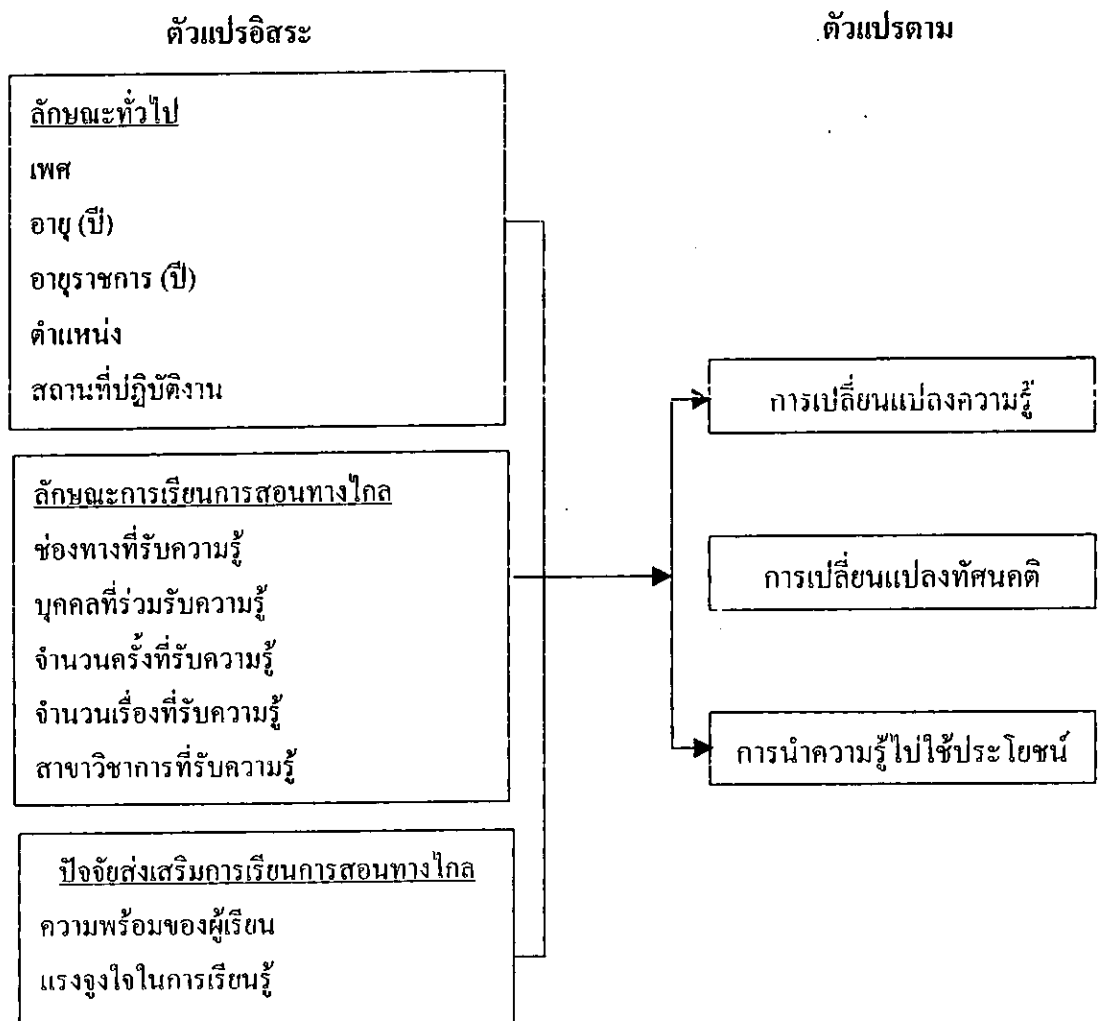 ตัวแปรอิสระ
ตัวแปรตาม
ลักษณะทั่วไป
เพศ
อายุ (ปี)
อายุราชการ (ปี)
ตำแหน่ง
สถานที่ปฏิบัติงาน
ลักษณะการเรียนการสอนทางไกล
ช่องทางที่รับความรู้
บุคคลที่ร่วมรับความรู้
จำนวนครั้งที่รับความรู้
จำนวนเรื่องที่รับความรู้
สาขาวิชาการที่รับความรู้
ปัจจัยส่งเสริมการเรียนการสอนทางไกล
ความพร้อมของผู้เรียน
แรงจูงใจในการเรียนรู้
การเปลี่ยนแปลงความรู้
การเปลี่ยนแปลงทัศนคติ
การนำความรู้ไปใช้ประโยชน์